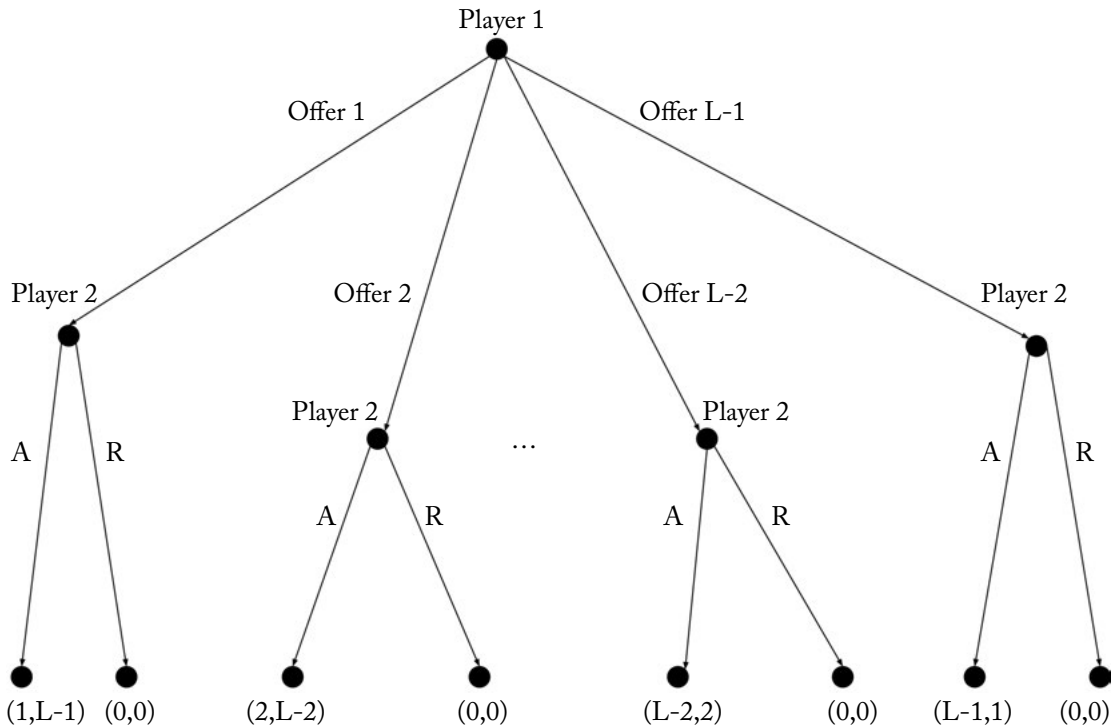 Player 1
Offer 1
Offer L-1
Player 2
Offer 2
Offer L-2
Player 2
Player 2
Player 2
...
A
R
A
R
A
R
A
R
(1,L-1)
(0,0)
(2,L-2)
(0,0)
(L-2,2)
(0,0)
(L-1,1)
(0,0)